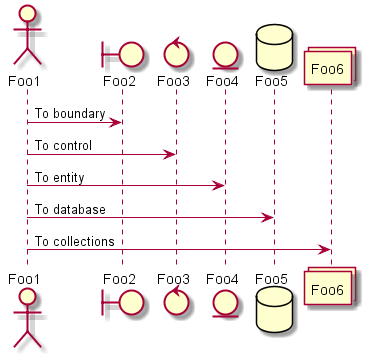 Foo1 Foo2 Foo3 Foo4 Foo5 Foo6
To boundary
To control
To entity
To database
To collections
Foo1 Foo2 Foo3 Foo4 Foo5 Foo6